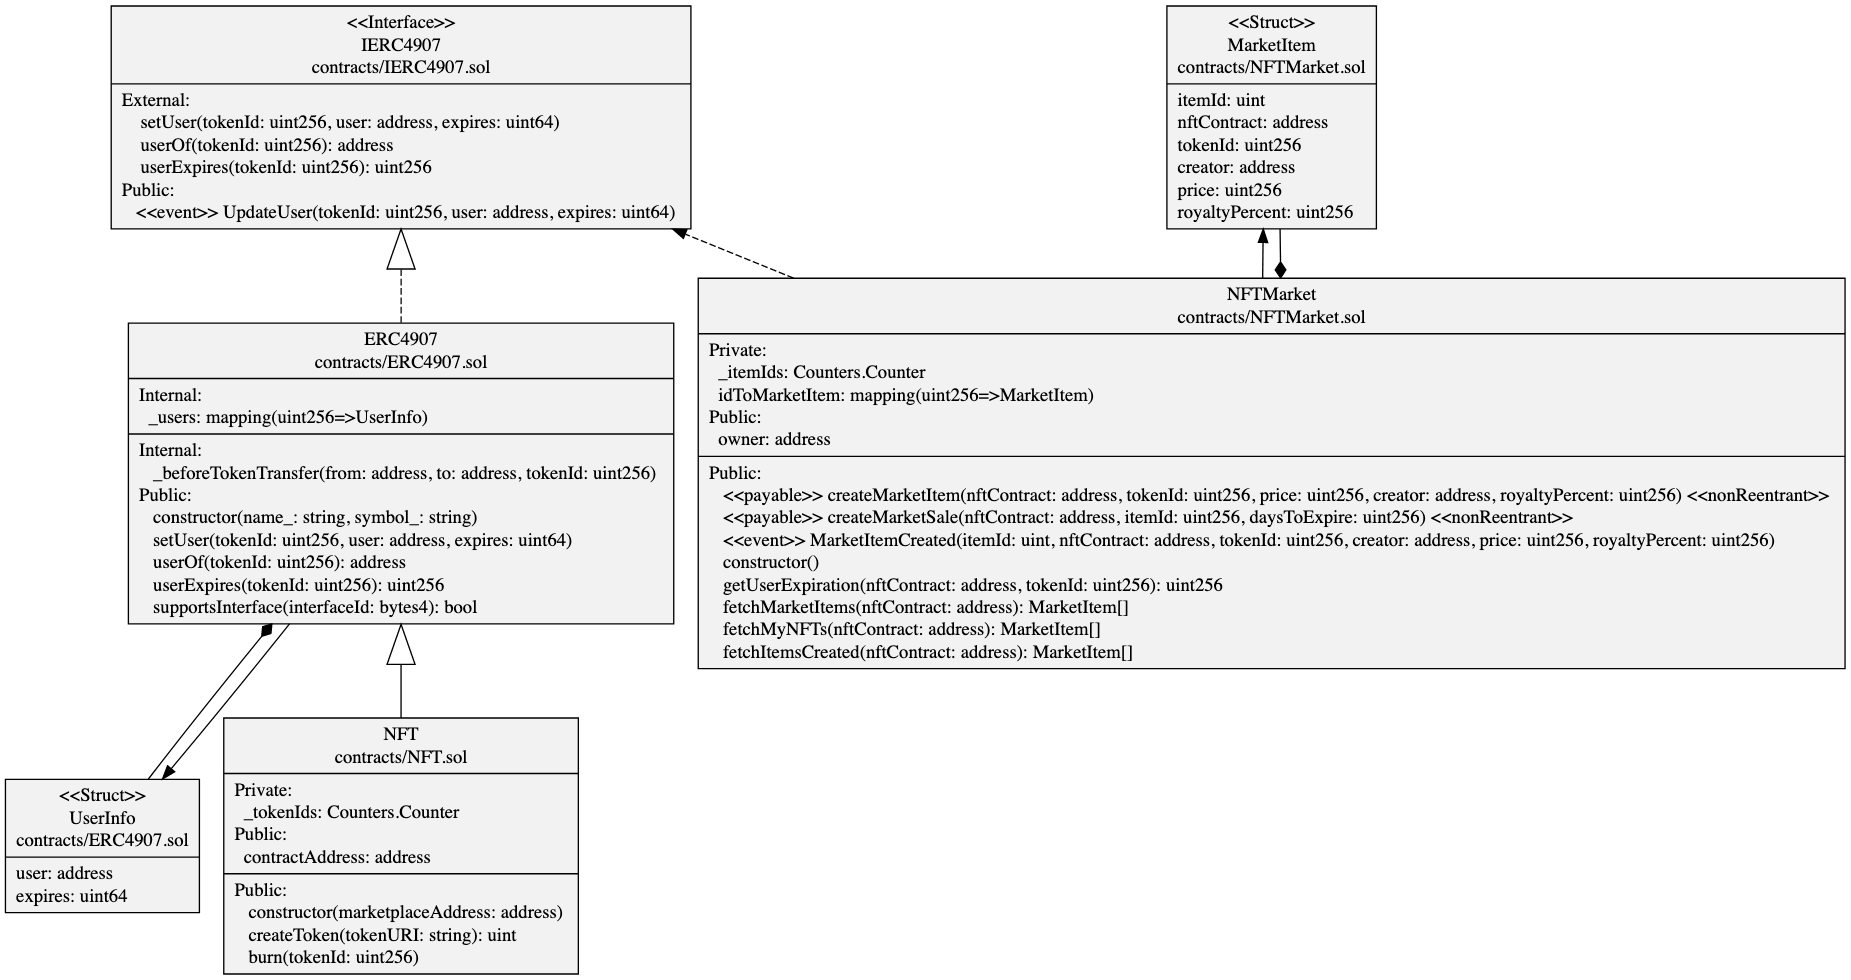 <<Interface>>
IERC4907
contracts/IERC4907.sol
External:
setUser(tokenId: uint256, user: address, expires: uint64)
userOf(tokenId: uint256): address
userExpires(tokenId: uint256): uint256
Public:
<<event>> UpdateUser(tokenId: uint256, user: address, expires: uint64)
<<Struct>>
MarketItem
contracts/NFTMarket.sol
itemId: uint
nftContract: address
tokenId: uint256
creator: address
price: uint256
royaltyPercent: uint256
ERC4907
contracts/ERC4907.sol
Internal:
_users: mapping(uint256=>UserInfo)
Internal:
_beforeTokenTransfer(from: address, to: address, tokenId: uint256)
Public:
constructor(name_: string, symbol_: string)
setUser(tokenId: uint256, user: address, expires: uint64)
userOf(tokenId: uint256): address
userExpires(tokenId: uint256): uint256
supportsInterface(interfaceId: bytes4): bool
NFTMarket
contracts/NFTMarket.sol
Private:
_itemIds: Counters.Counter
idToMarketItem: mapping(uint256=>MarketItem)
Public:
owner: address
Public:
<<payable>> createMarketItem(nftContract: address, tokenId: uint256, price: uint256, creator: address, royaltyPercent: uint256) <<nonReentrant>>
<<payable>> createMarketSale(nftContract: address, itemId: uint256, daysToExpire: uint256) <<nonReentrant>>
<<event>> MarketItemCreated(itemId: uint, nftContract: address, tokenId: uint256, creator: address, price: uint256, royaltyPercent: uint256)
constructor()
getUserExpiration(nftContract: address, tokenId: uint256): uint256
fetchMarketItems(nftContract: address): MarketItem[]
fetchMyNFTs(nftContract: address): MarketItem[]
fetchItemsCreated(nftContract: address): MarketItem[]
<<Struct>>
UserInfo
contracts/ERC4907.sol
user: address
expires: uint64
NFT
contracts/NFT.sol
Private:
_tokenIds: Counters.Counter
Public:
contractAddress: address
Public:
constructor(marketplaceAddress: address)
createToken(tokenURI: string): uint
burn(tokenId: uint256)